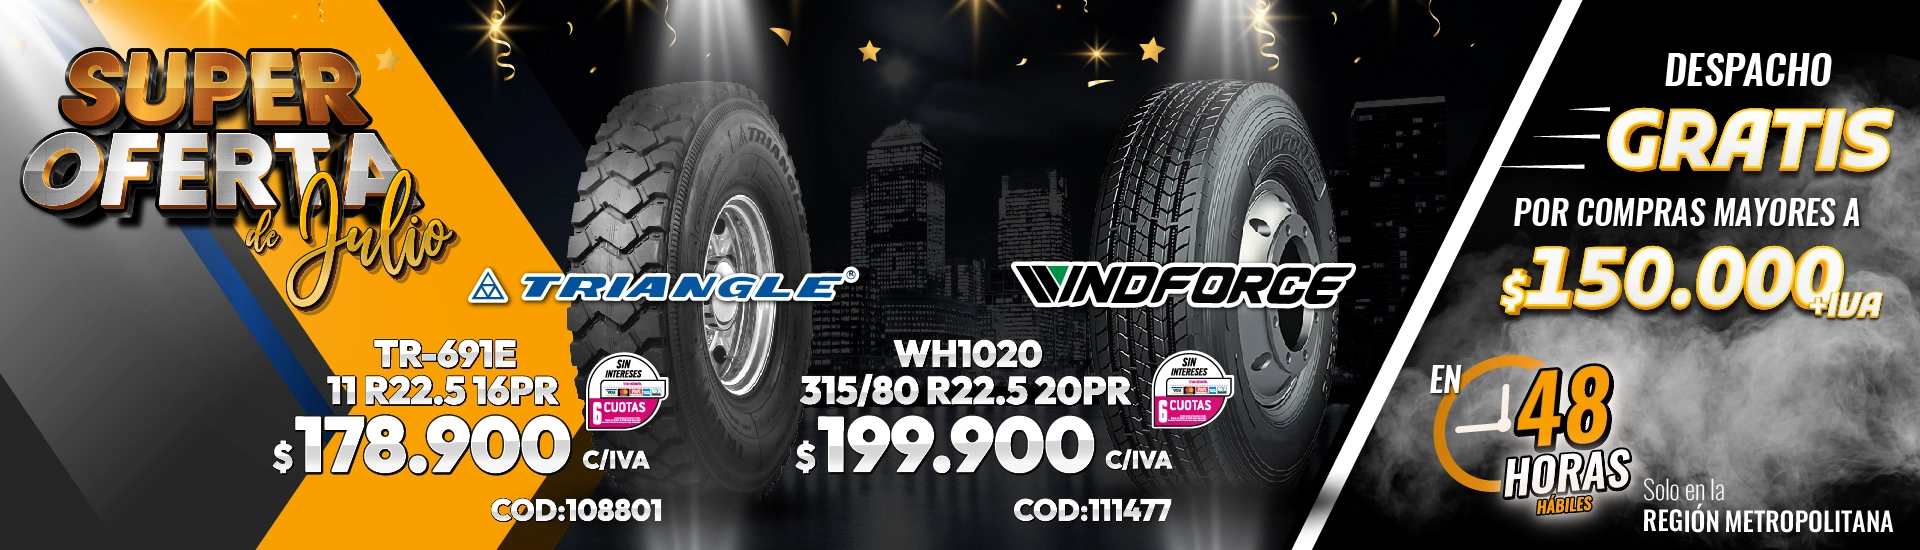 SUPER
OFERTA
de Julio
TRIANGLE®
TR-691E
11 R22.5 16PR
$178.900 C/IVA
COD:108801
SIN
INTERESES
6 CUOTAS
TRIANGLE
WINDFORCE
WH1020
315/80 R22.5 20PR
$199.900 C/IVA
COD:111477
SIN
INTERESES
6 CUOTAS
WINDFORCE
DESPACHO
GRATIS
POR COMPRAS MAYORES A
$150.000
+IVA
EN 48
HORAS
HÁBILES
Solo en la
REGIÓN METROPOLITANA